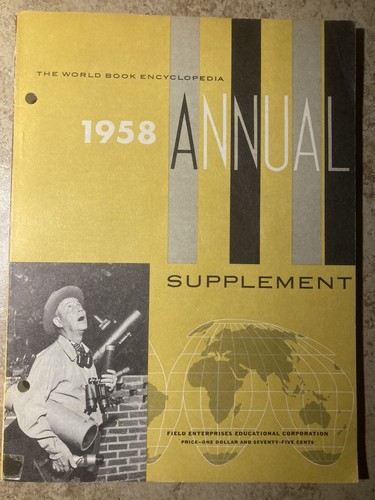 THE WORLD BOOK ENCYCLOPEDIA
1958 ANNUAL
SUPPLEMENT
FIELD ENTERPRISES EDUCATIONAL CORPORATION
PRICE—ONE DOLLAR AND SEVENTY-FIVE CENTS